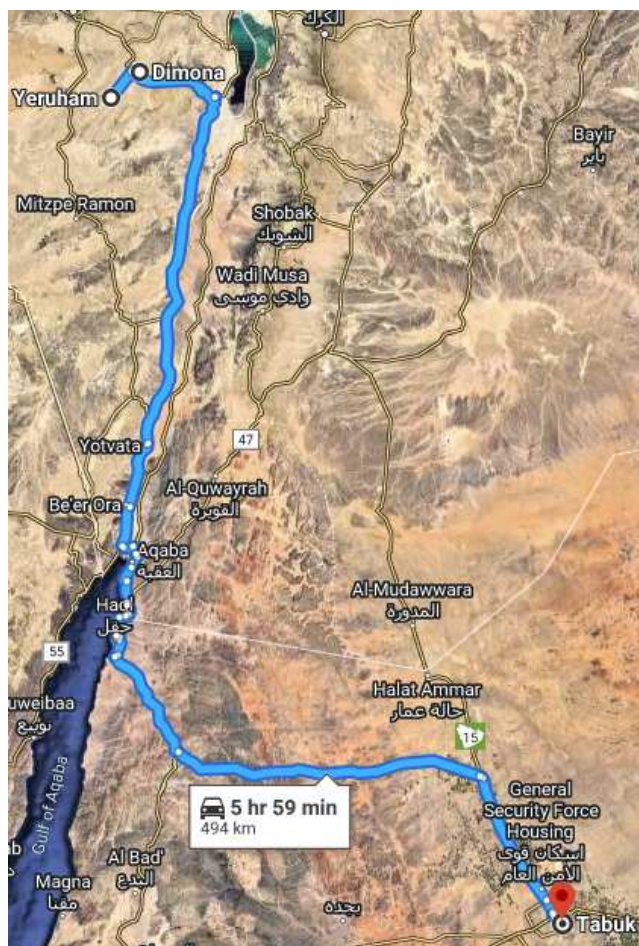 الكرك
Dimona
Yeruham
Bayir
باير
Mitzpe Ramon
Shobak
الشوبك
Wadi Musa
وادي موسى
Yotvata
47
Al-Quwayrah
القويرة
Be'er Ora
Aqaba
العقبة
Al-Mudawwara
المدورة
Haql
حقل
55
Halat Ammar
حالة عمار
uweibaa
نويبع
15
General
Security Force
Housing
اسكان قوى
الأمن العام
5 hr 59 min
494 km
Gulf of Aqaba
Al Bad'
البدع
Magna
مقنا
بجدة
Tabuk